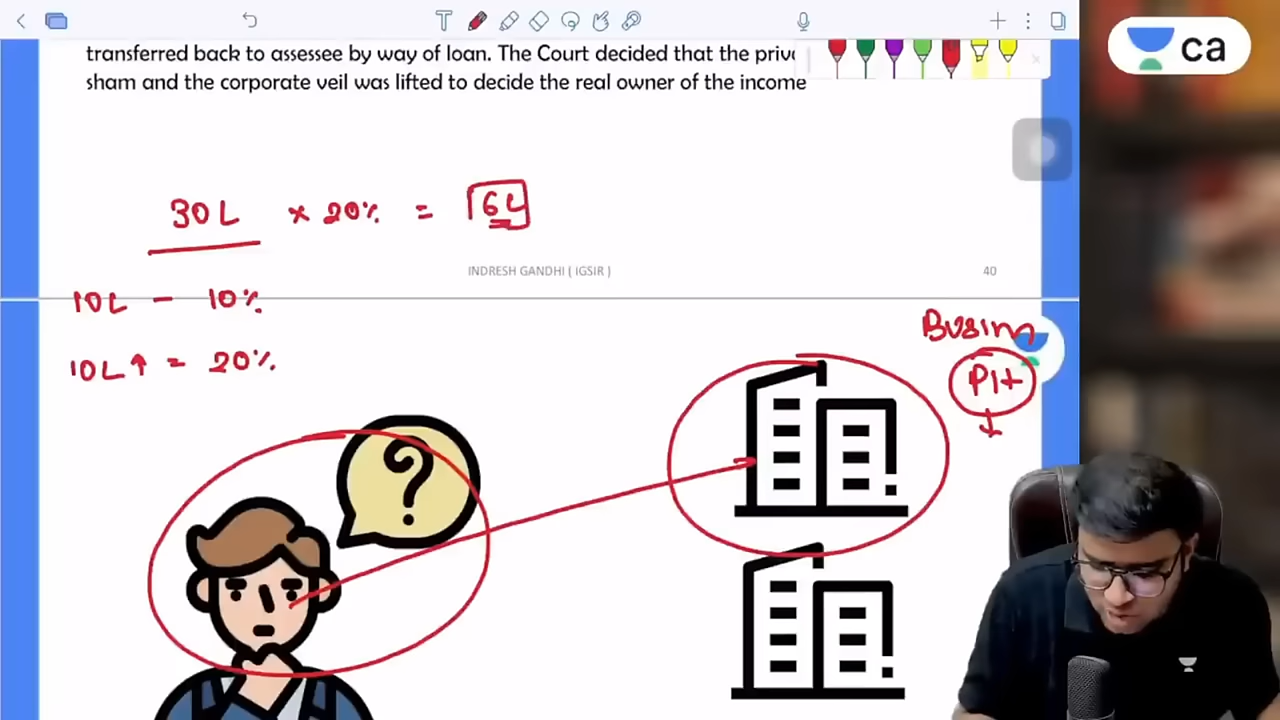 T
ca
transferred back to assessee by way of loan. The Court decided that the
sham and the corporate veil was lifted to decide the real owner of the income
30L × 20% = 6L
INDRESH GANDHI ( IGSIR )
40
10L - 10%
10L↑ = 20%
Busin
?